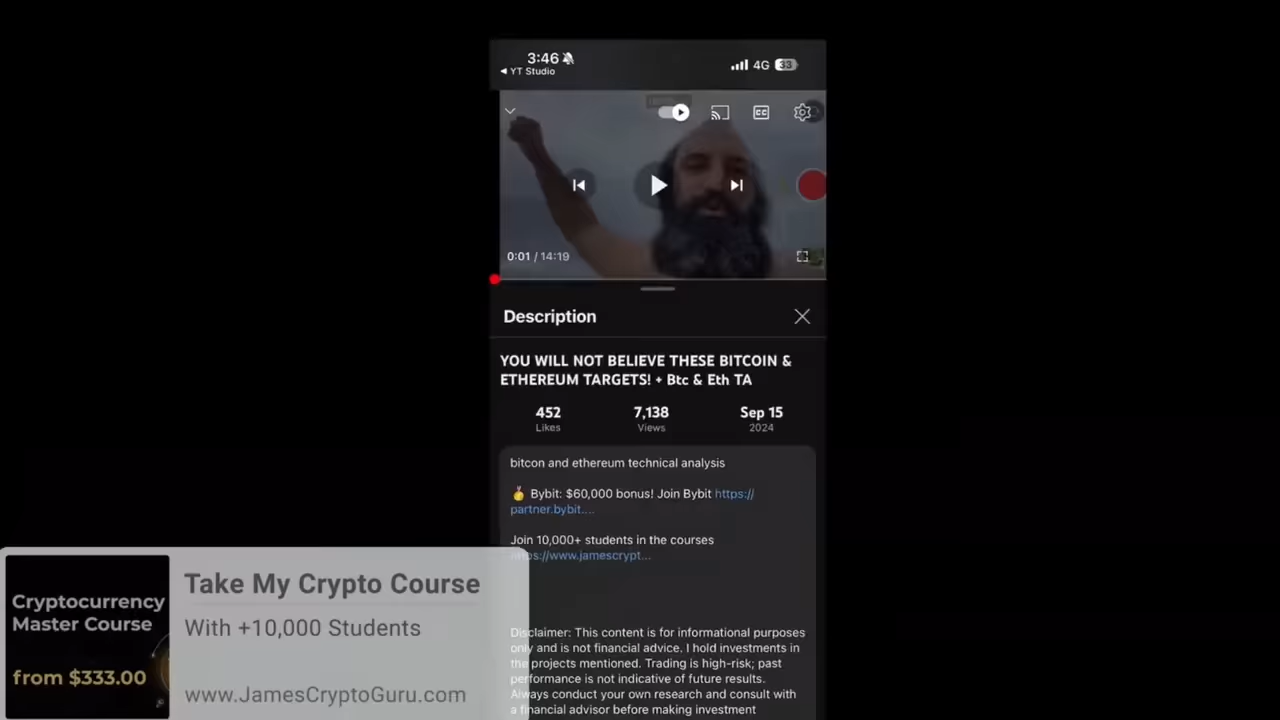 3:46
YT Studio
4G
33
CC
0:01 / 14:19
Description
YOU WILL NOT BELIEVE THESE BITCOIN &
ETHEREUM TARGETS! + Btc & Eth TA
452
7,138
Sep 15
Likes
Views
2024
bitcon and ethereum technical analysis
🥇 Bybit: $60,000 bonus! Join Bybit https://
partner.bybit....
Join 10,000+ students in the courses
https://www.jamescrypt...
Disclaimer: This content is for informational purposes
only and is not financial advice. I hold investments in
the projects mentioned. Trading is high-risk; past
performance is not indicative of future results.
Always conduct your own research and consult with
a financial advisor before making investment
Cryptocurrency
Master Course
from $333.00
Take My Crypto Course
With +10,000 Students
www.JamesCryptoGuru.com